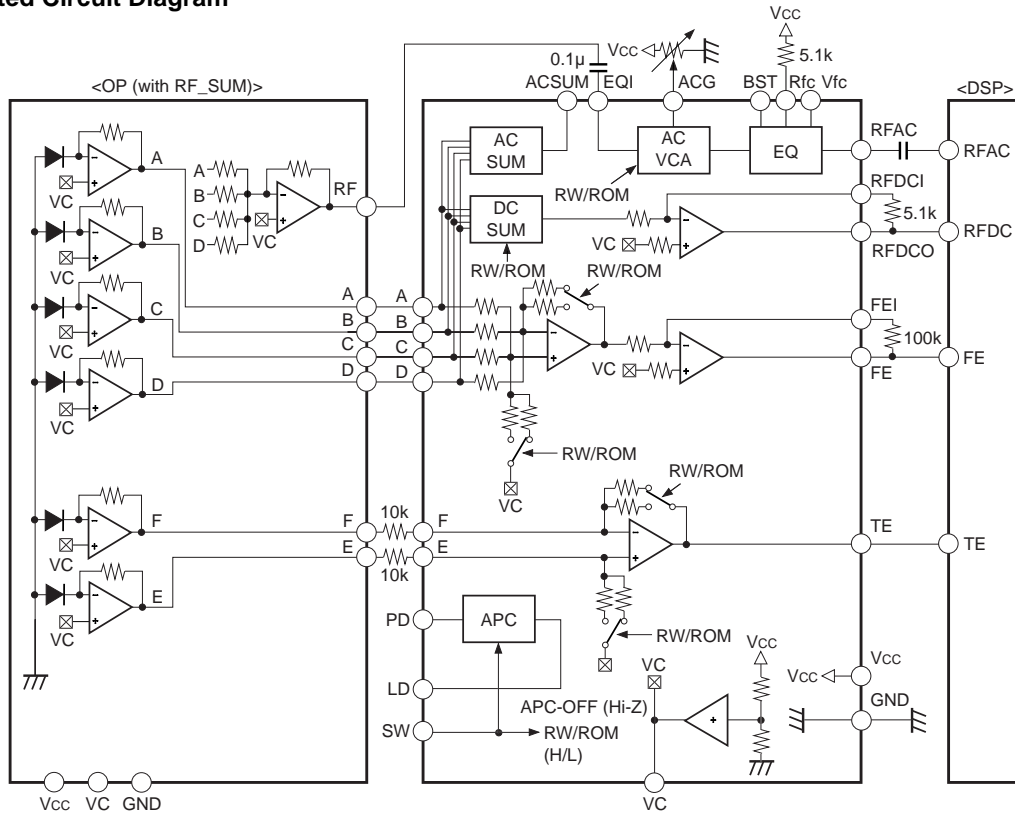 ted Circuit Diagram
<OP (with RF_SUM)>
A
VC
B
VC
C
VC
D
VC
F
VC
E
VC
A
B
C
D
VC
RF
A
B
C
D
F
E
10k
10k
Vcc VC GND
0.1µ
Vcc
Vcc
5.1k
ACSUM EQI ACG BST Rfc Vfc
AC
SUM
AC
VCA
EQ
RW/ROM
DC
SUM
RW/ROM
VC
RW/ROM
A
B
C
D
VC
RW/ROM
VC
RW/ROM
F
E
RW/ROM
PD
APC
LD
SW
APC-OFF (Hi-Z)
RW/ROM
(H/L)
VC
Vcc
VC
Vcc
Vcc
GND
RFAC
RFDCI
5.1k
RFDCO
FEI
100k
FE
TE
<DSP>
RFAC
RFDC
FE
TE